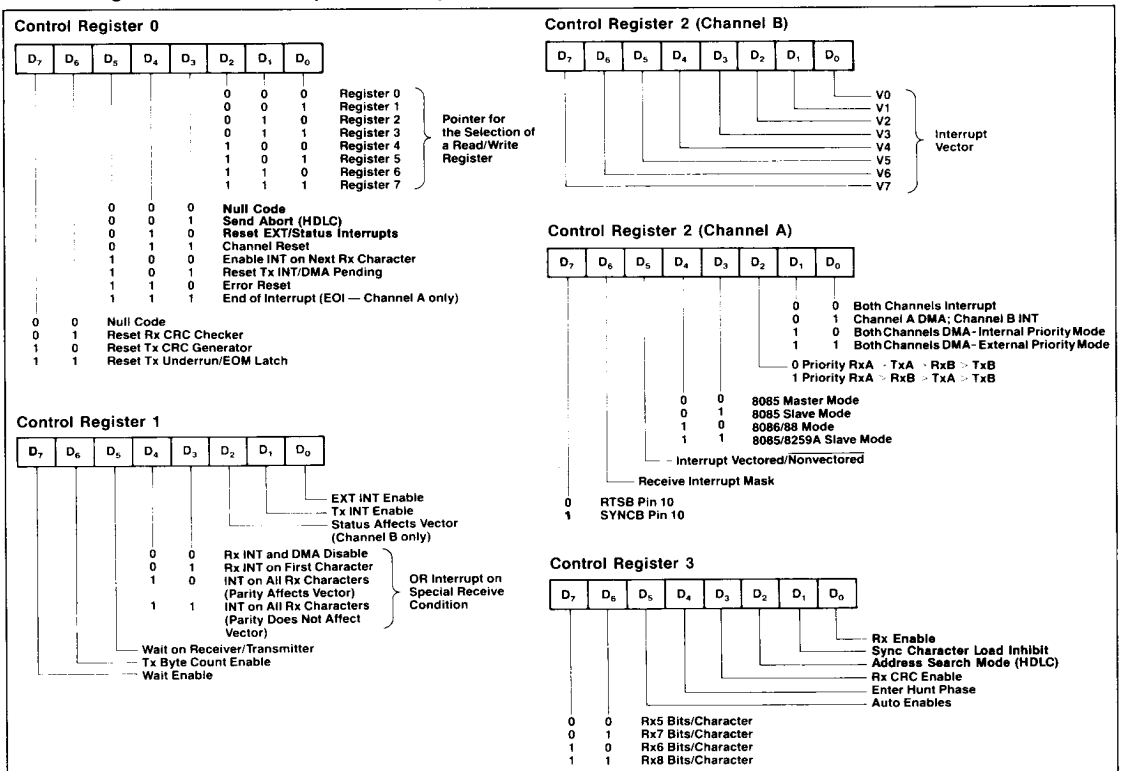 Control Register 0
D7 D6 D5 D4 D3 D2 D1 D0
0 0 0 Register 0
0 0 1 Register 1
0 1 0 Register 2
0 1 1 Register 3
1 0 0 Register 4
1 0 1 Register 5
1 1 0 Register 6
1 1 1 Register 7
Pointer for
the Selection of
a Read/Write
Register
0 0 0 Null Code
0 0 1 Send Abort (HDLC)
0 1 0 Reset EXT/Status Interrupts
0 1 1 Channel Reset
1 0 0 Enable INT on Next Rx Character
1 0 1 Reset Tx INT/DMA Pending
1 1 0 Error Reset
1 1 1 End of Interrupt (EOI — Channel A only)
0 0 Null Code
0 1 Reset Rx CRC Checker
1 0 Reset Tx CRC Generator
1 1 Reset Tx Underrun/EOM Latch
Control Register 1
D7 D6 D5 D4 D3 D2 D1 D0
EXT INT Enable
Tx INT Enable
Status Affects Vector
(Channel B only)
0 0 Rx INT and DMA Disable
0 1 Rx INT on First Character
1 0 INT on All Rx Characters
(Parity Affects Vector)
1 1 INT on All Rx Characters
(Parity Does Not Affect
Vector)
OR Interrupt on
Special Receive
Condition
Wait on Receiver/Transmitter
Tx Byte Count Enable
Wait Enable
Control Register 2 (Channel B)
D7 D6 D5 D4 D3 D2 D1 D0
V0
V1
V2
V3
V4
V5
V6
V7
Interrupt
Vector
Control Register 2 (Channel A)
D7 D6 D5 D4 D3 D2 D1 D0
0 0 Both Channels Interrupt
0 1 Channel A DMA; Channel B INT
1 0 Both Channels DMA-Internal Priority Mode
1 1 Both Channels DMA-External Priority Mode
0 Priority RxA TxA RxB > TxB
1 Priority RxA > RxB > TxA > TxB
0 0 8085 Master Mode
0 1 8085 Slave Mode
1 0 8086/88 Mode
1 1 8085/8259A Slave Mode
Interrupt Vectored/Nonvectored
Receive Interrupt Mask
0 RTSB Pin 10
1 SYNCB Pin 10
Control Register 3
D7 D6 D5 D4 D3 D2 D1 D0
Rx Enable
Sync Character Load Inhibit
Address Search Mode (HDLC)
Rx CRC Enable
Enter Hunt Phase
Auto Enables
0 0 Rx5 Bits/Character
0 1 Rx7 Bits/Character
1 0 Rx6 Bits/Character
1 1 Rx8 Bits/Character